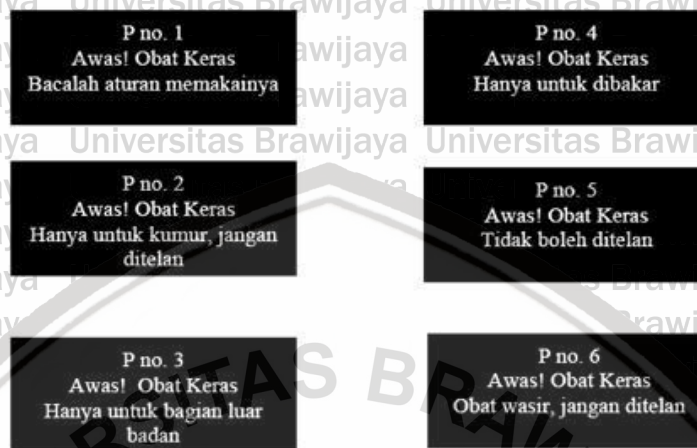 P no. 1
Awas! Obat Keras
Bacalah aturan memakainya
P no. 4
Awas! Obat Keras
Hanya untuk dibakar
P no. 2
Awas! Obat Keras
Hanya untuk kumur, jangan
ditelan
P no. 5
Awas! Obat Keras
Tidak boleh ditelan
P no. 3
Awas! Obat Keras
Hanya untuk bagian luar
badan
P no. 6
Awas! Obat Keras
Obat wasir, jangan ditelan
Universitas Brawijaya Universitas Brawi